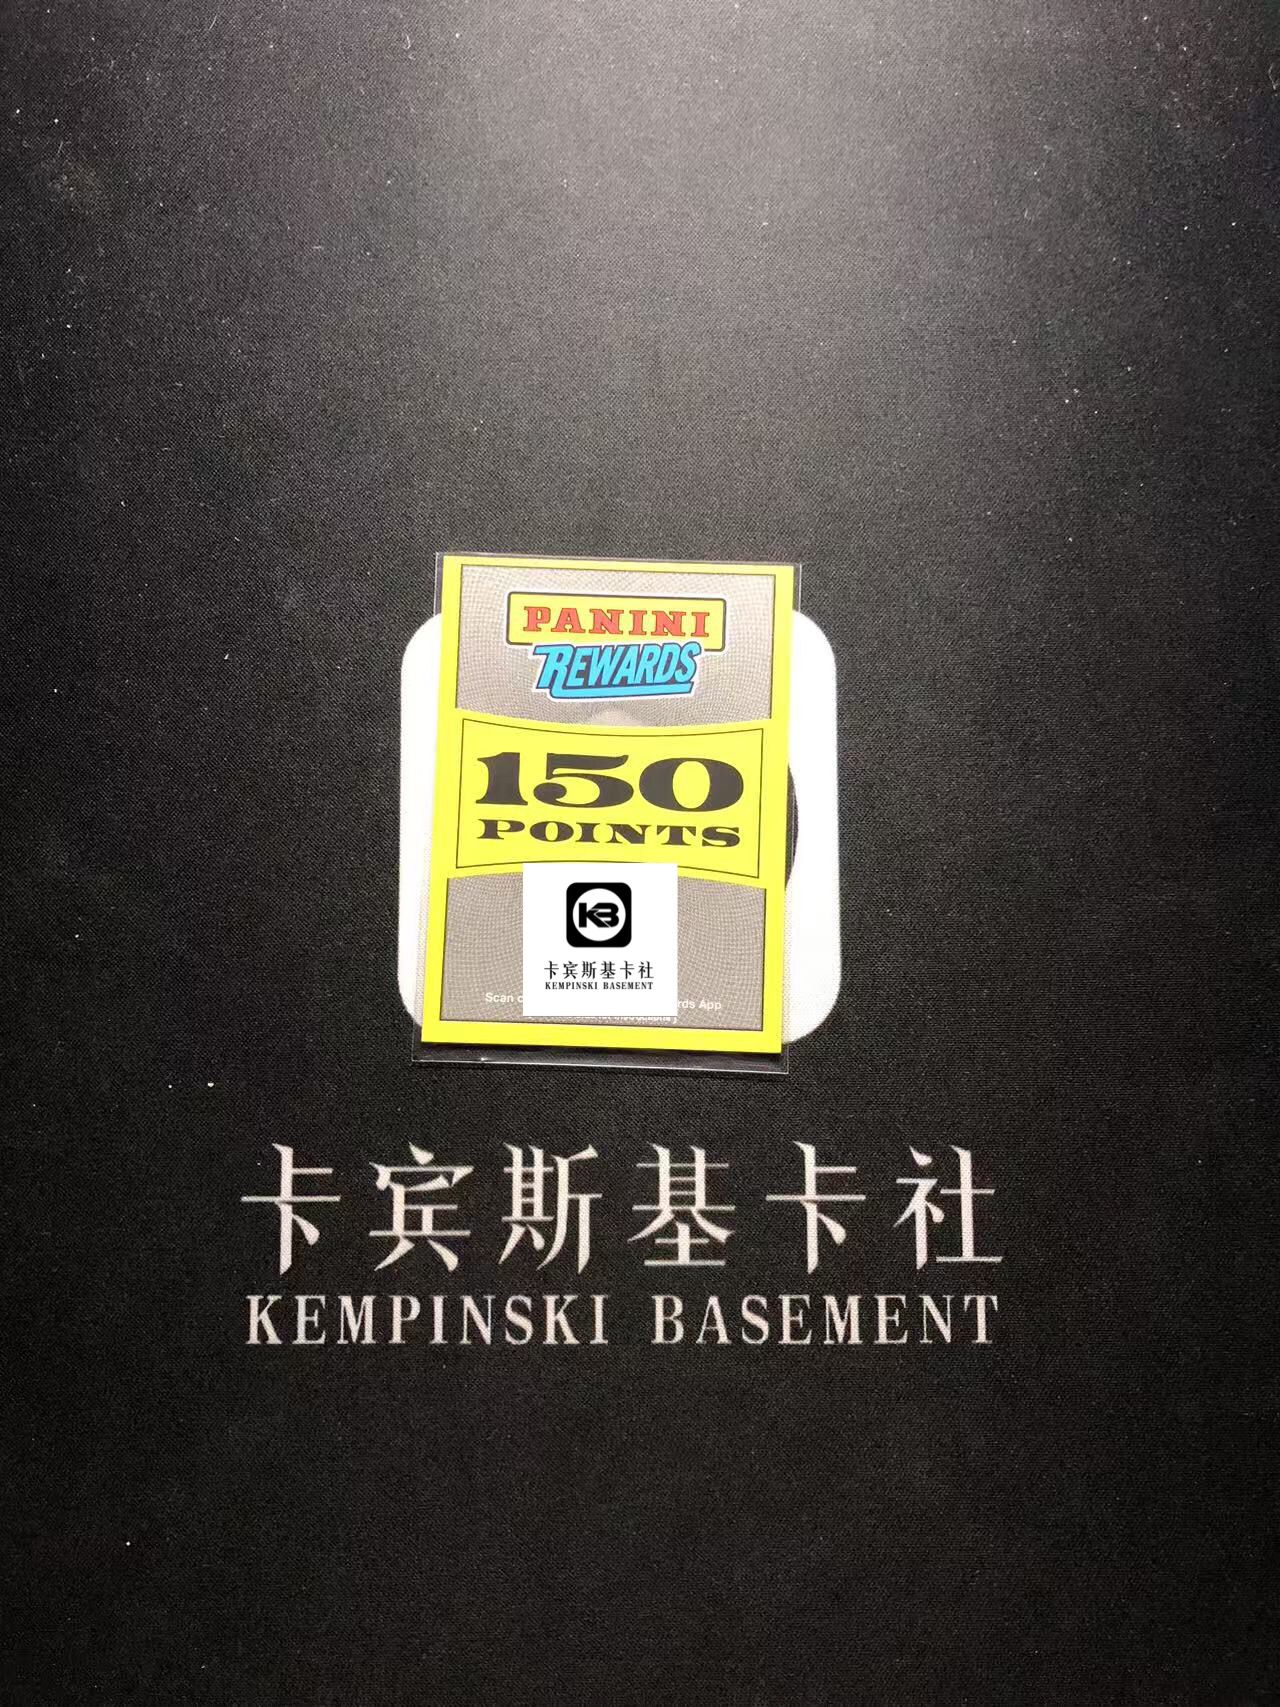 PANINI
REWARDS
150
POINTS
KB
卡宾斯基卡社
KEMPINSKI BASEMENT
Scan
App
卡宾斯基卡社
KEMPINSKI BASEMENT